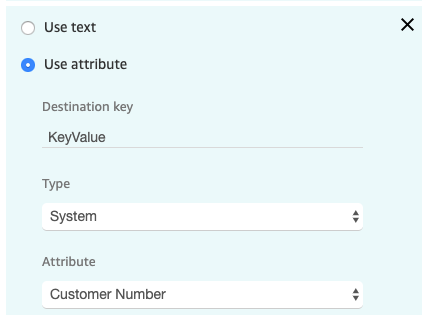 Use text
Use attribute
Destination key
KeyValue
Type
System
Attribute
Customer Number